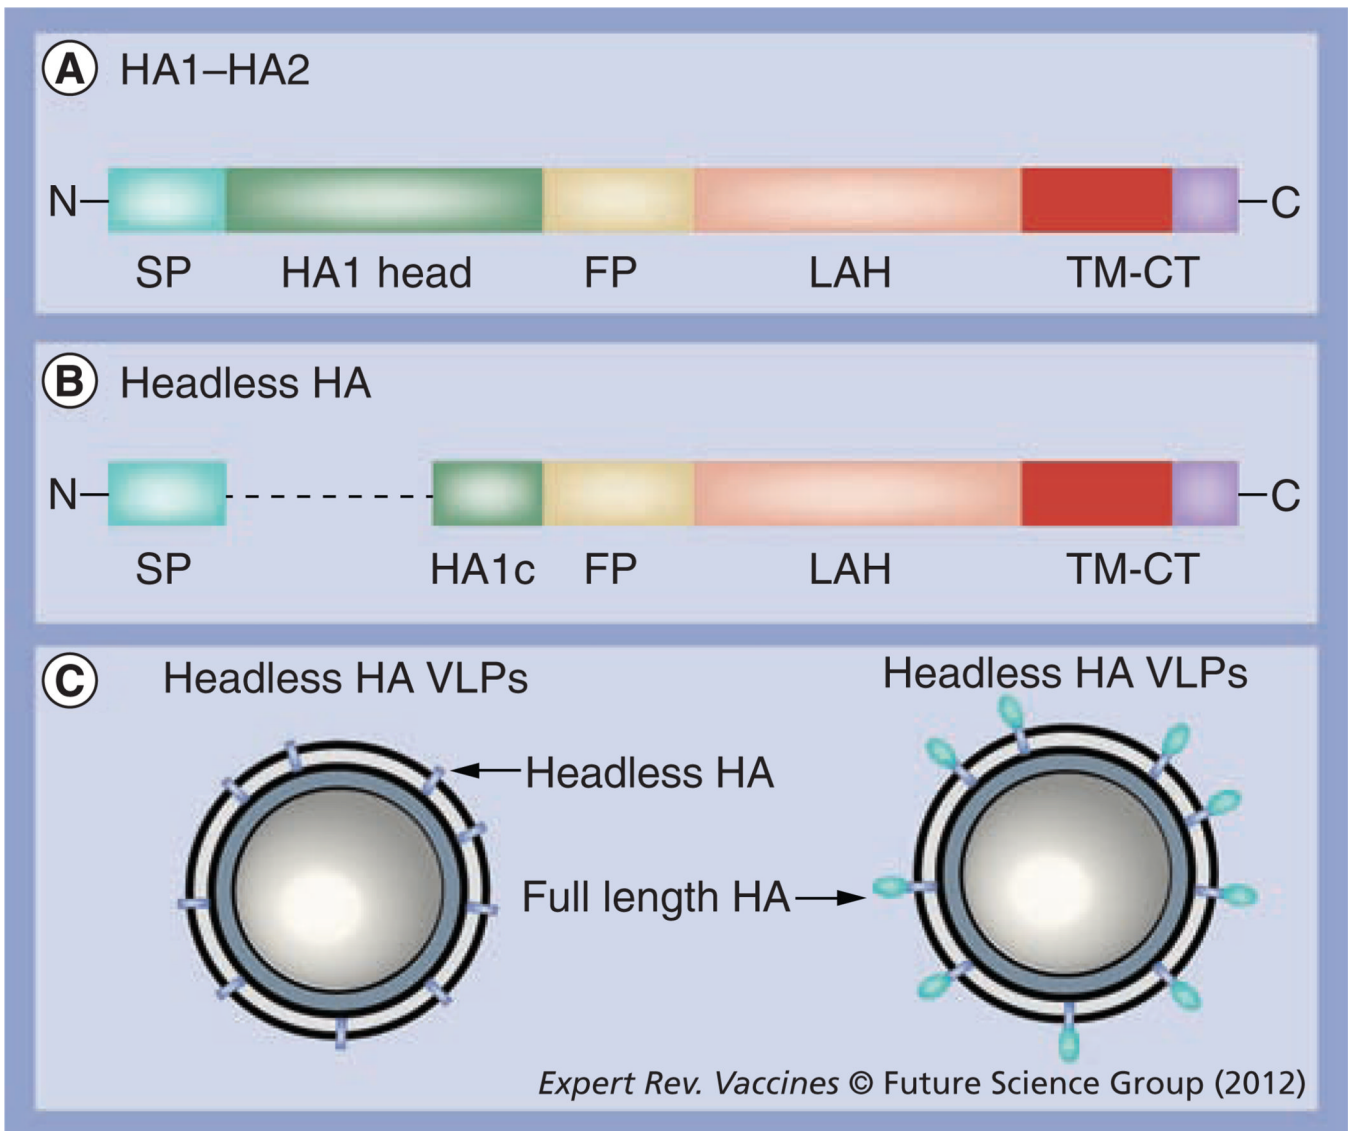 A HA1–HA2
N C
SP HA1 head FP LAH TM-CT
B Headless HA
N C
SP HA1c FP LAH TM-CT
C Headless HA VLPs Headless HA VLPs
Headless HA
Full length HA
Expert Rev. Vaccines © Future Science Group (2012)